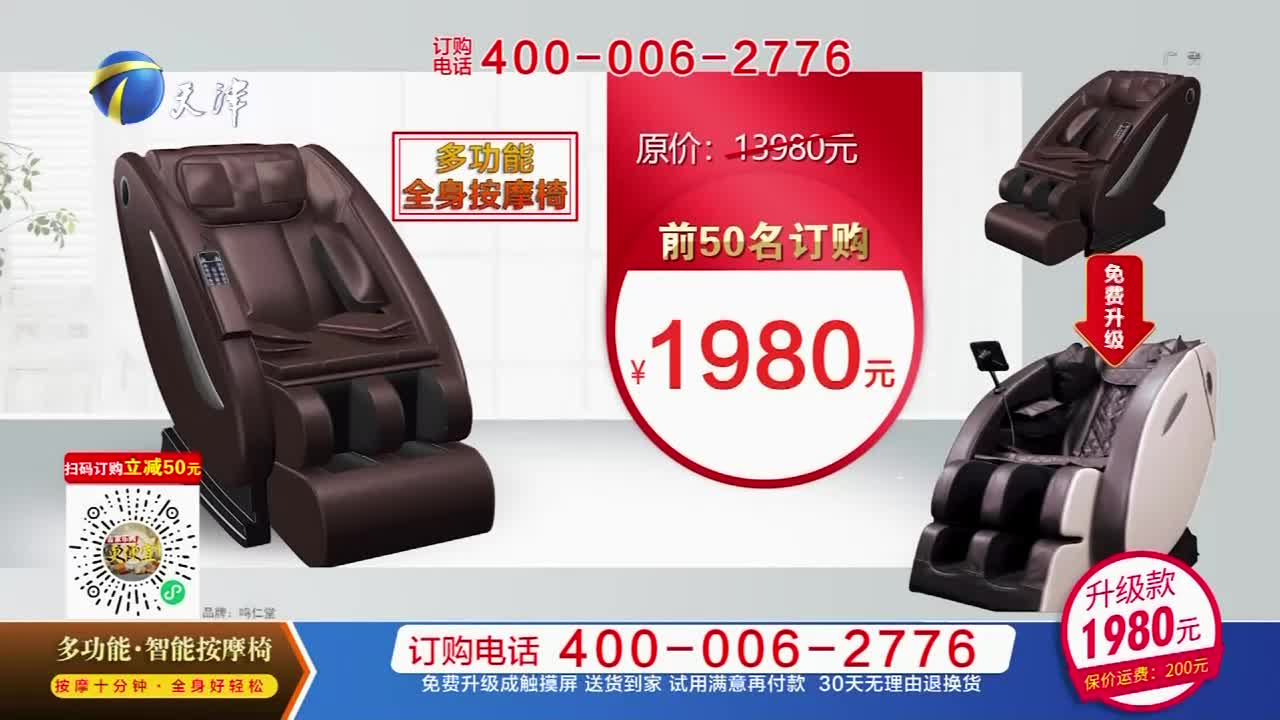 订购电话 400-006-2776
天津
广告
多功能
全身按摩椅
原价：13980元
前50名订购
¥1980元
免费升级
扫码订购立减50元
品牌：鸣仁堂
多功能·智能按摩椅
按摩十分钟·全身好轻松
订购电话 400-006-2776
免费升级成触摸屏 送货到家 试用满意再付款 30天无理由退换货
升级款
1980元
保价运费：200元